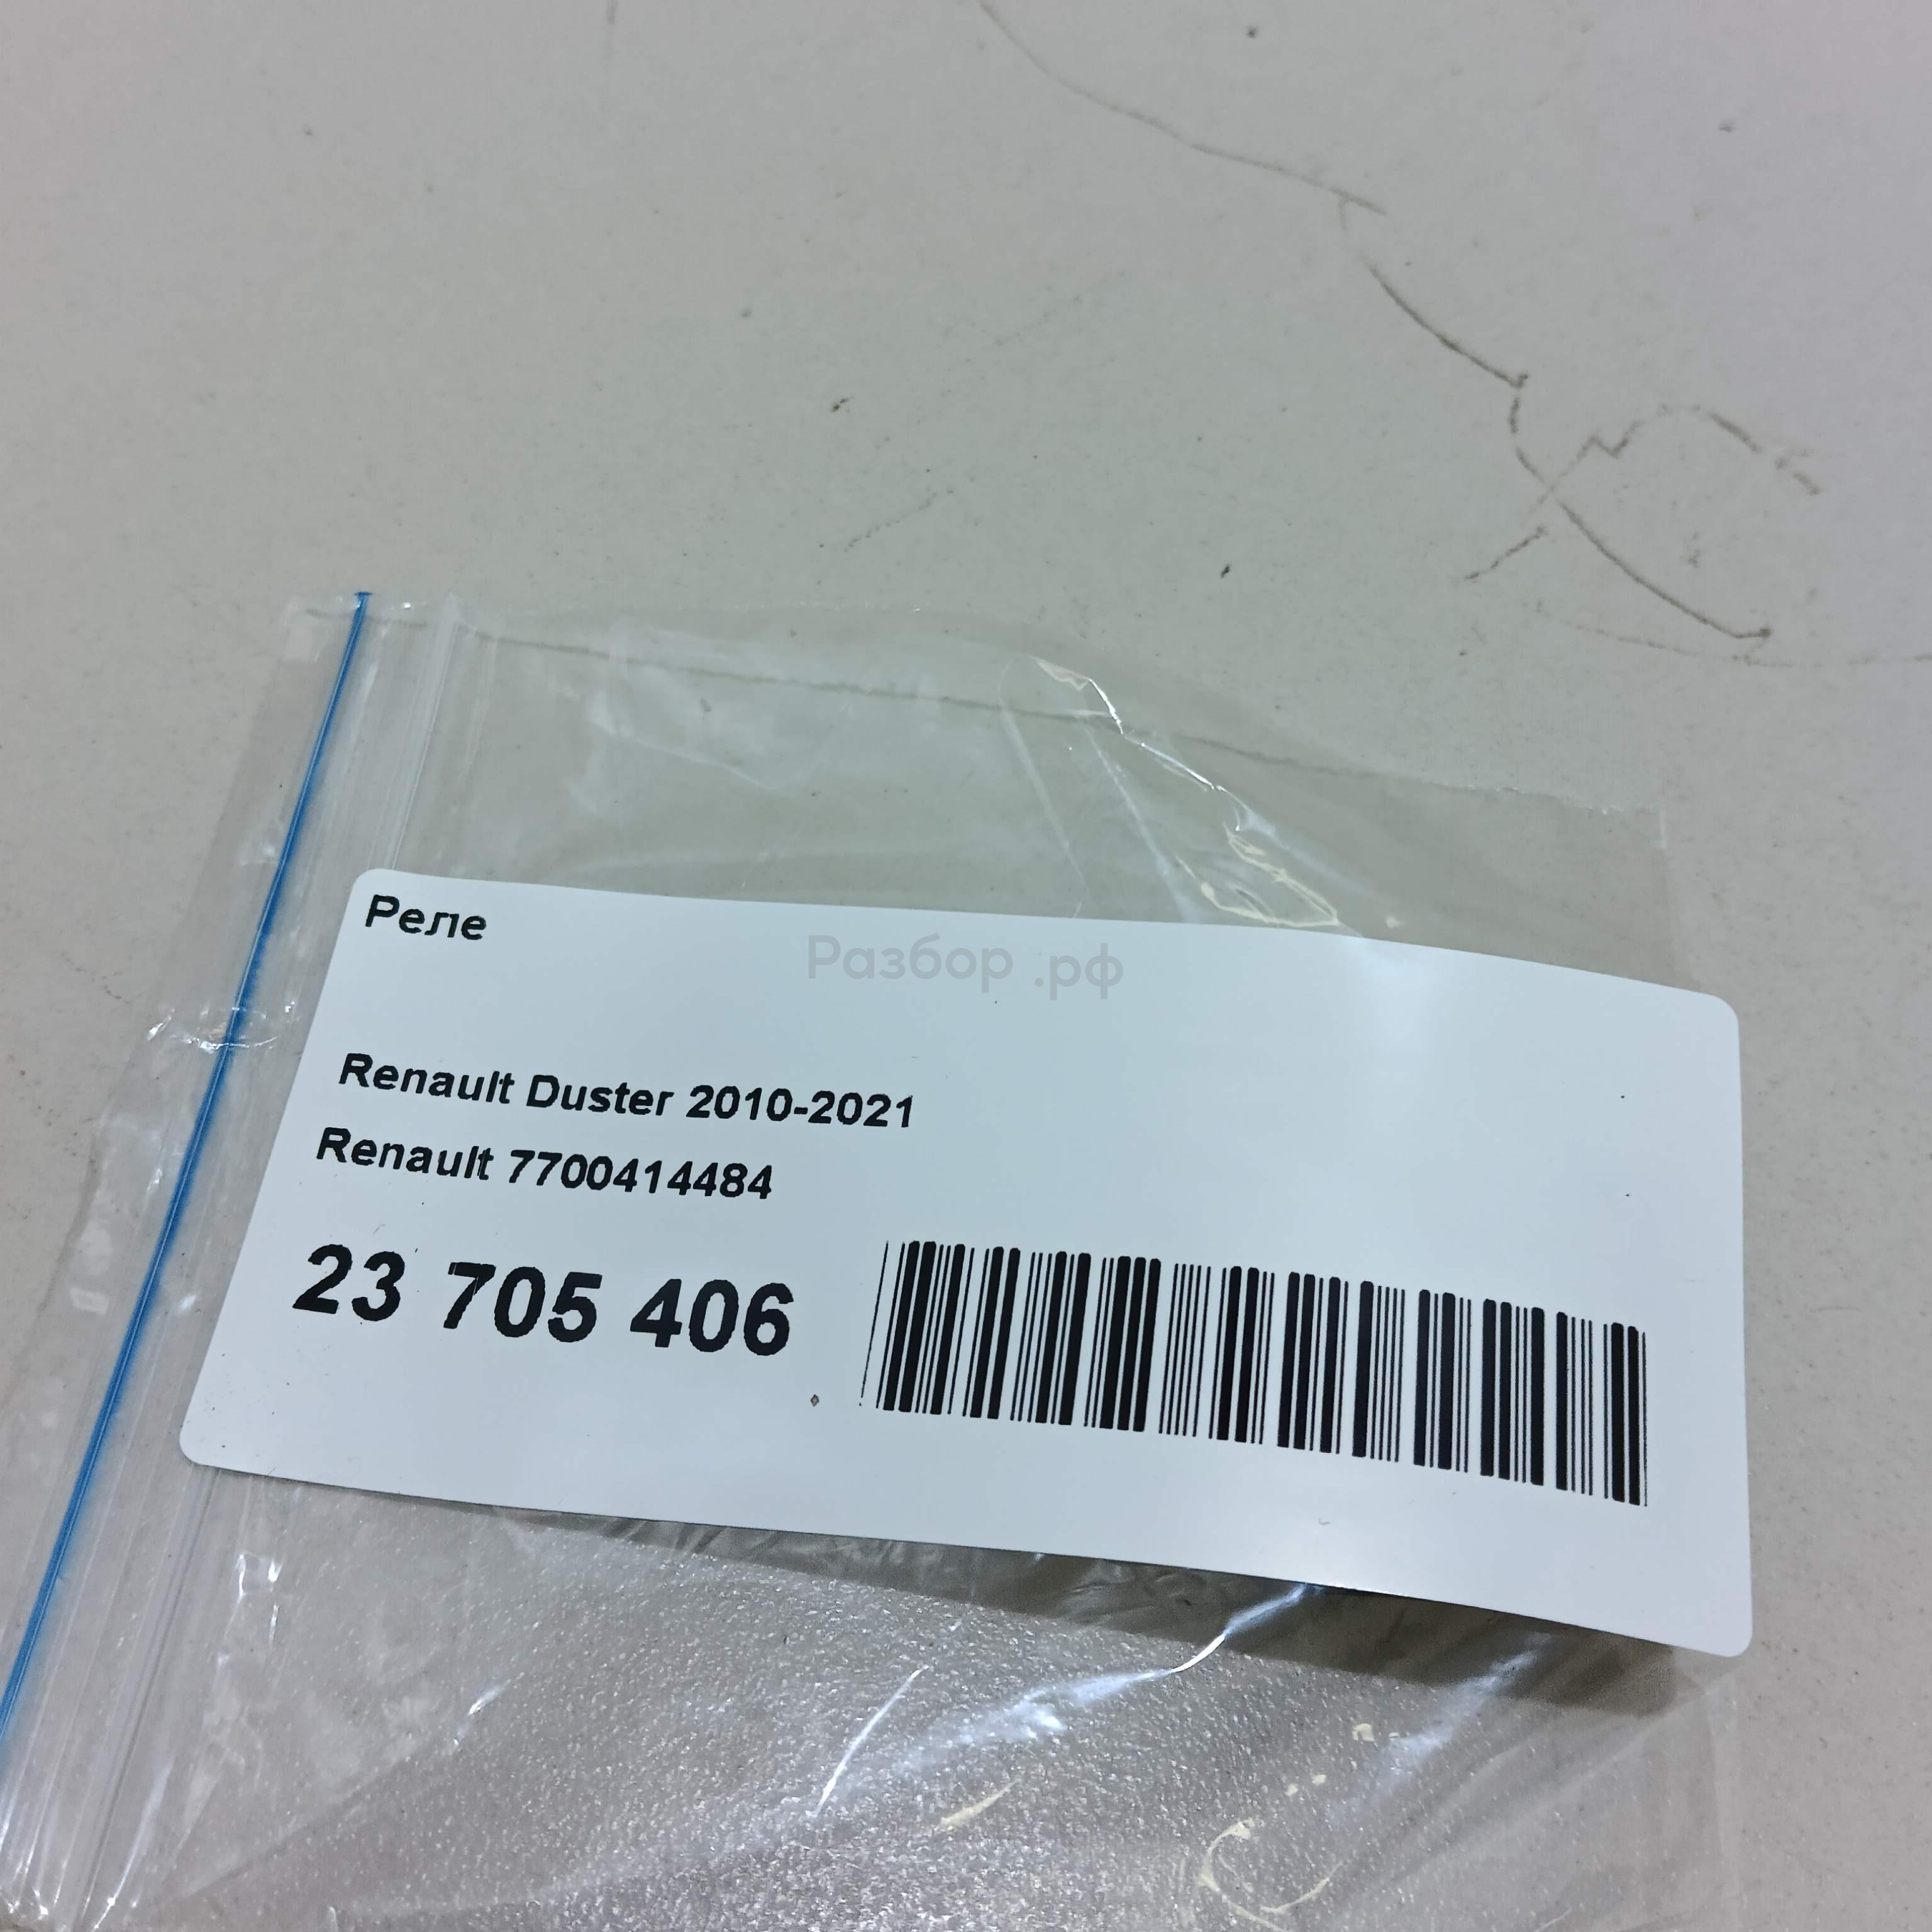 Реле
Разбор .рф
Renault Duster 2010-2021
Renault 7700414484
23 705 406